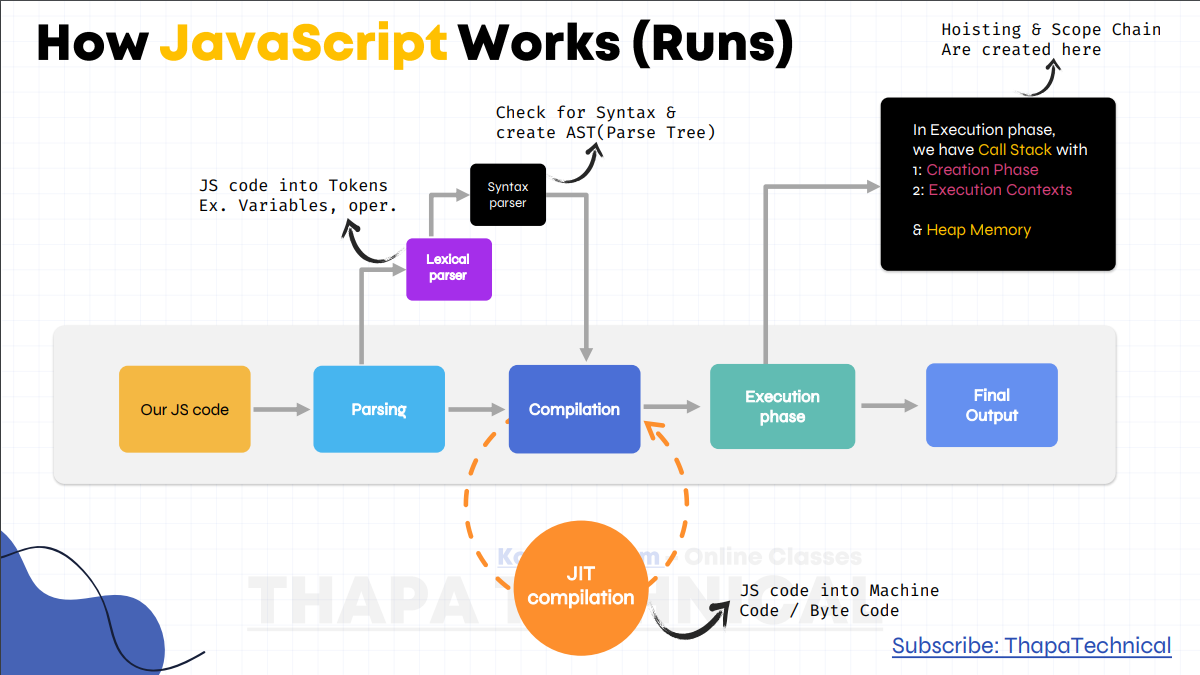 How JavaScript Works (Runs)
Hoisting & Scope Chain
Are created here
Check for Syntax &
create AST(Parse Tree)
In Execution phase,
we have Call Stack with
1: Creation Phase
2: Execution Contexts
& Heap Memory
JS code into Tokens
Ex. Variables, oper.
Syntax
parser
Lexical
parser
Our JS code
Parsing
Compilation
Execution
phase
Final
Output
Online Classes
THAPA
JIT
compilation
JS code into Machine
Code / Byte Code
Subscribe: ThapaTechnical